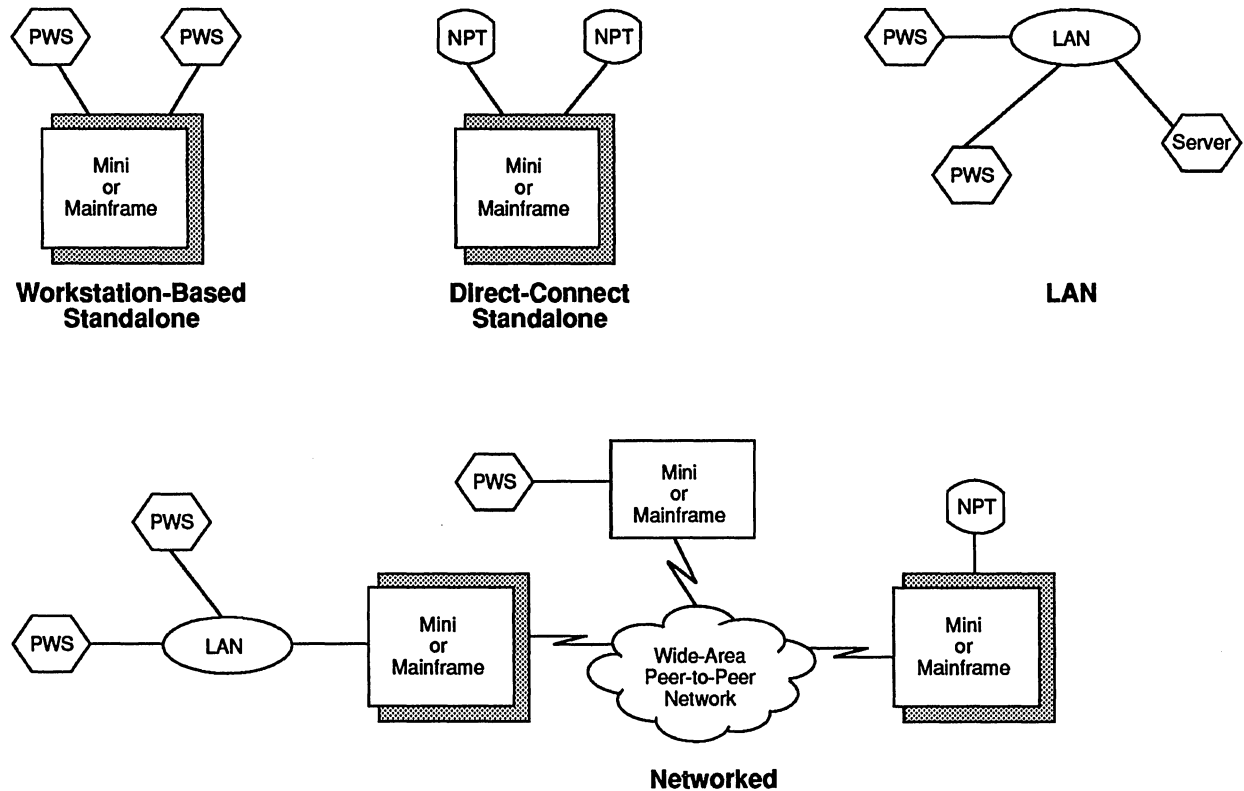 PWS
PWS
Mini
or
Mainframe
Workstation-Based
Standalone
NPT
NPT
Mini
or
Mainframe
Direct-Connect
Standalone
PWS
LAN
PWS
Server
LAN
PWS
PWS
LAN
Mini
or
Mainframe
PWS
Mini
or
Mainframe
Wide-Area
Peer-to-Peer
Network
NPT
Mini
or
Mainframe
Networked